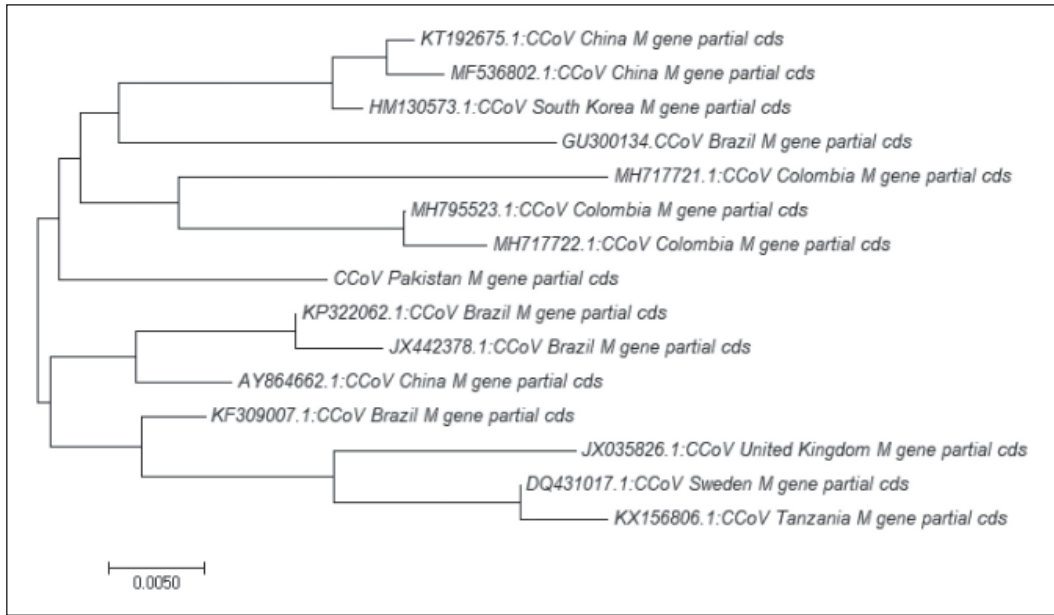 KT192675.1:CCoV China M gene partial cds
MF536802.1:CCoV China M gene partial cds
HM130573.1:CCoV South Korea M gene partial cds
GU300134.CCoV Brazil M gene partial cds
MH717721.1:CCoV Colombia M gene partial cds
MH795523.1:CCoV Colombia M gene partial cds
MH717722.1:CCoV Colombia M gene partial cds
CCoV Pakistan M gene partial cds
KP322062.1:CCoV Brazil M gene partial cds
JX442378.1:CCoV Brazil M gene partial cds
AY864662.1:CCoV China M gene partial cds
KF309007.1:CCoV Brazil M gene partial cds
JX035826.1:CCoV United Kingdom M gene partial cds
DQ431017.1:CCoV Sweden M gene partial cds
KX156806.1:CCoV Tanzania M gene partial cds
0.0050